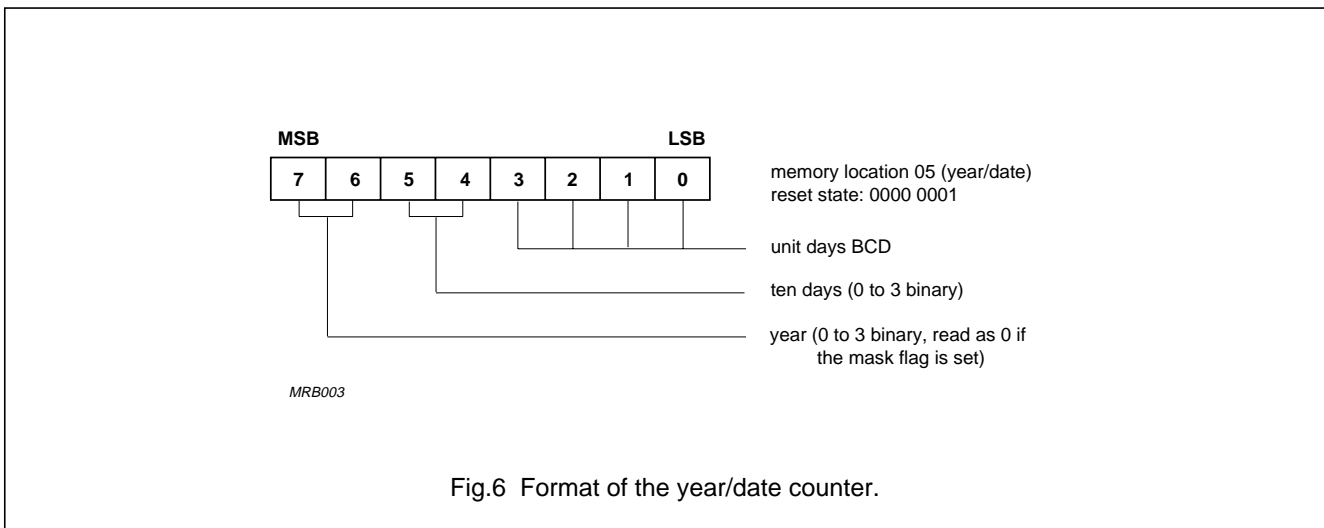 MSB LSB
7 6 5 4 3 2 1 0
memory location 05 (year/date)
reset state: 0000 0001
unit days BCD
ten days (0 to 3 binary)
year (0 to 3 binary, read as 0 if
the mask flag is set)
MRB003
Fig.6 Format of the year/date counter.